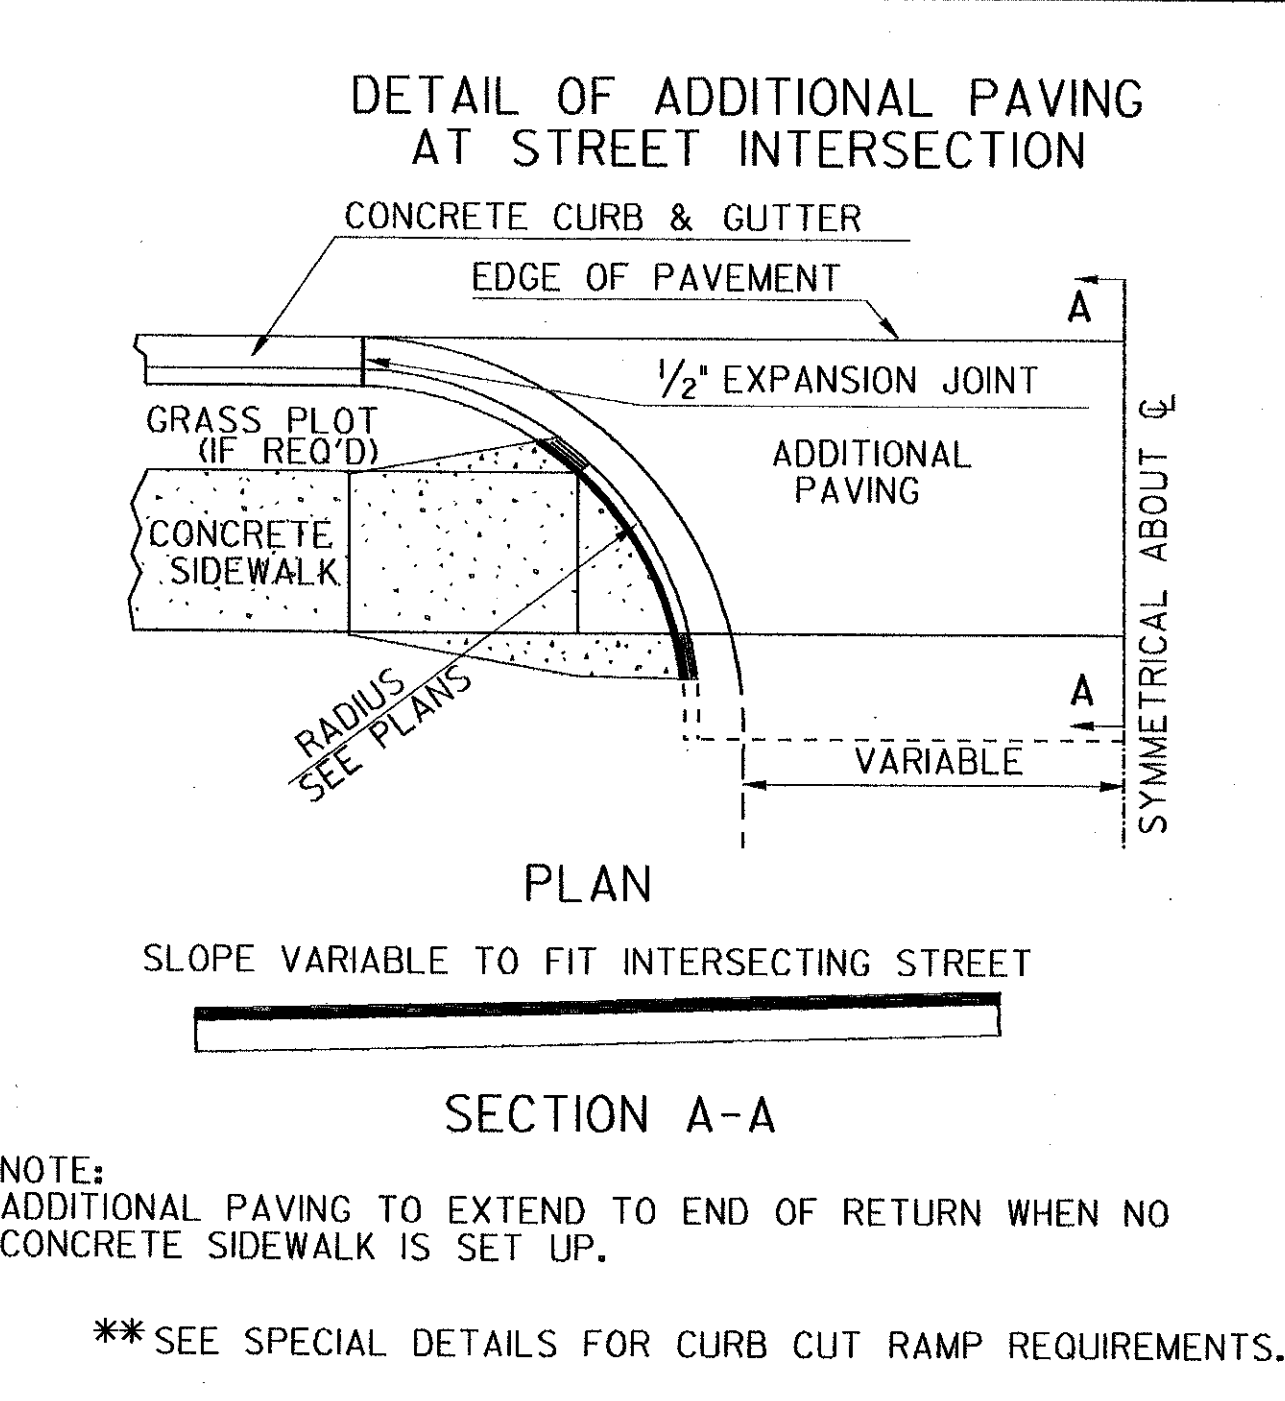 DETAIL OF ADDITIONAL PAVING
AT STREET INTERSECTION
CONCRETE CURB & GUTTER
EDGE OF PAVEMENT
A
1/2" EXPANSION JOINT
GRASS PLOT
(IF REQ'D)
ADDITIONAL
PAVING
CONCRETE
SIDEWALK
SYMMETRICAL ABOUT ℄
RADIUS
SEE PLANS
A
VARIABLE
PLAN
SLOPE VARIABLE TO FIT INTERSECTING STREET
SECTION A-A
NOTE:
ADDITIONAL PAVING TO EXTEND TO END OF RETURN WHEN NO
CONCRETE SIDEWALK IS SET UP.
**SEE SPECIAL DETAILS FOR CURB CUT RAMP REQUIREMENTS.